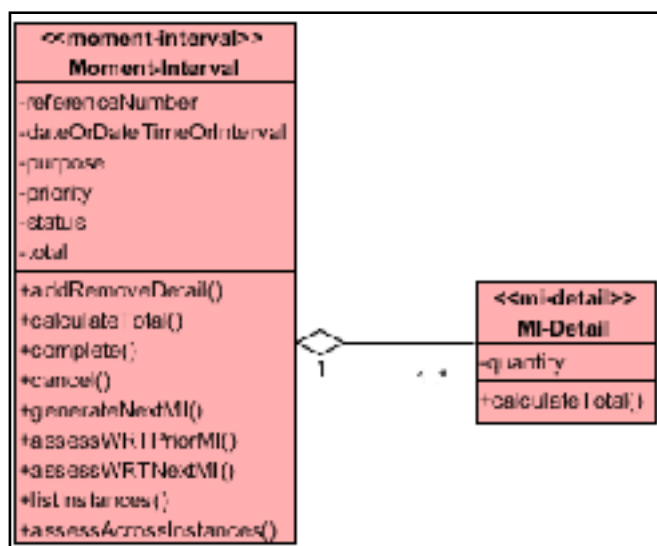 <<moment-interval>>
Moment-Interval
-referenceNumber
-dateOrDateTimeOrInterval
-purpose
-priority
-status
-total
+addRemoveDetail()
+calculateTotal()
+complete()
+cancel()
+generateNextMI()
+assessWRTPriorMI()
+assessWRTNextMI()
+listInstances()
+assessAcrossInstances()
1
<<mi-detail>>
MI-Detail
-quantity
+calculateTotal()